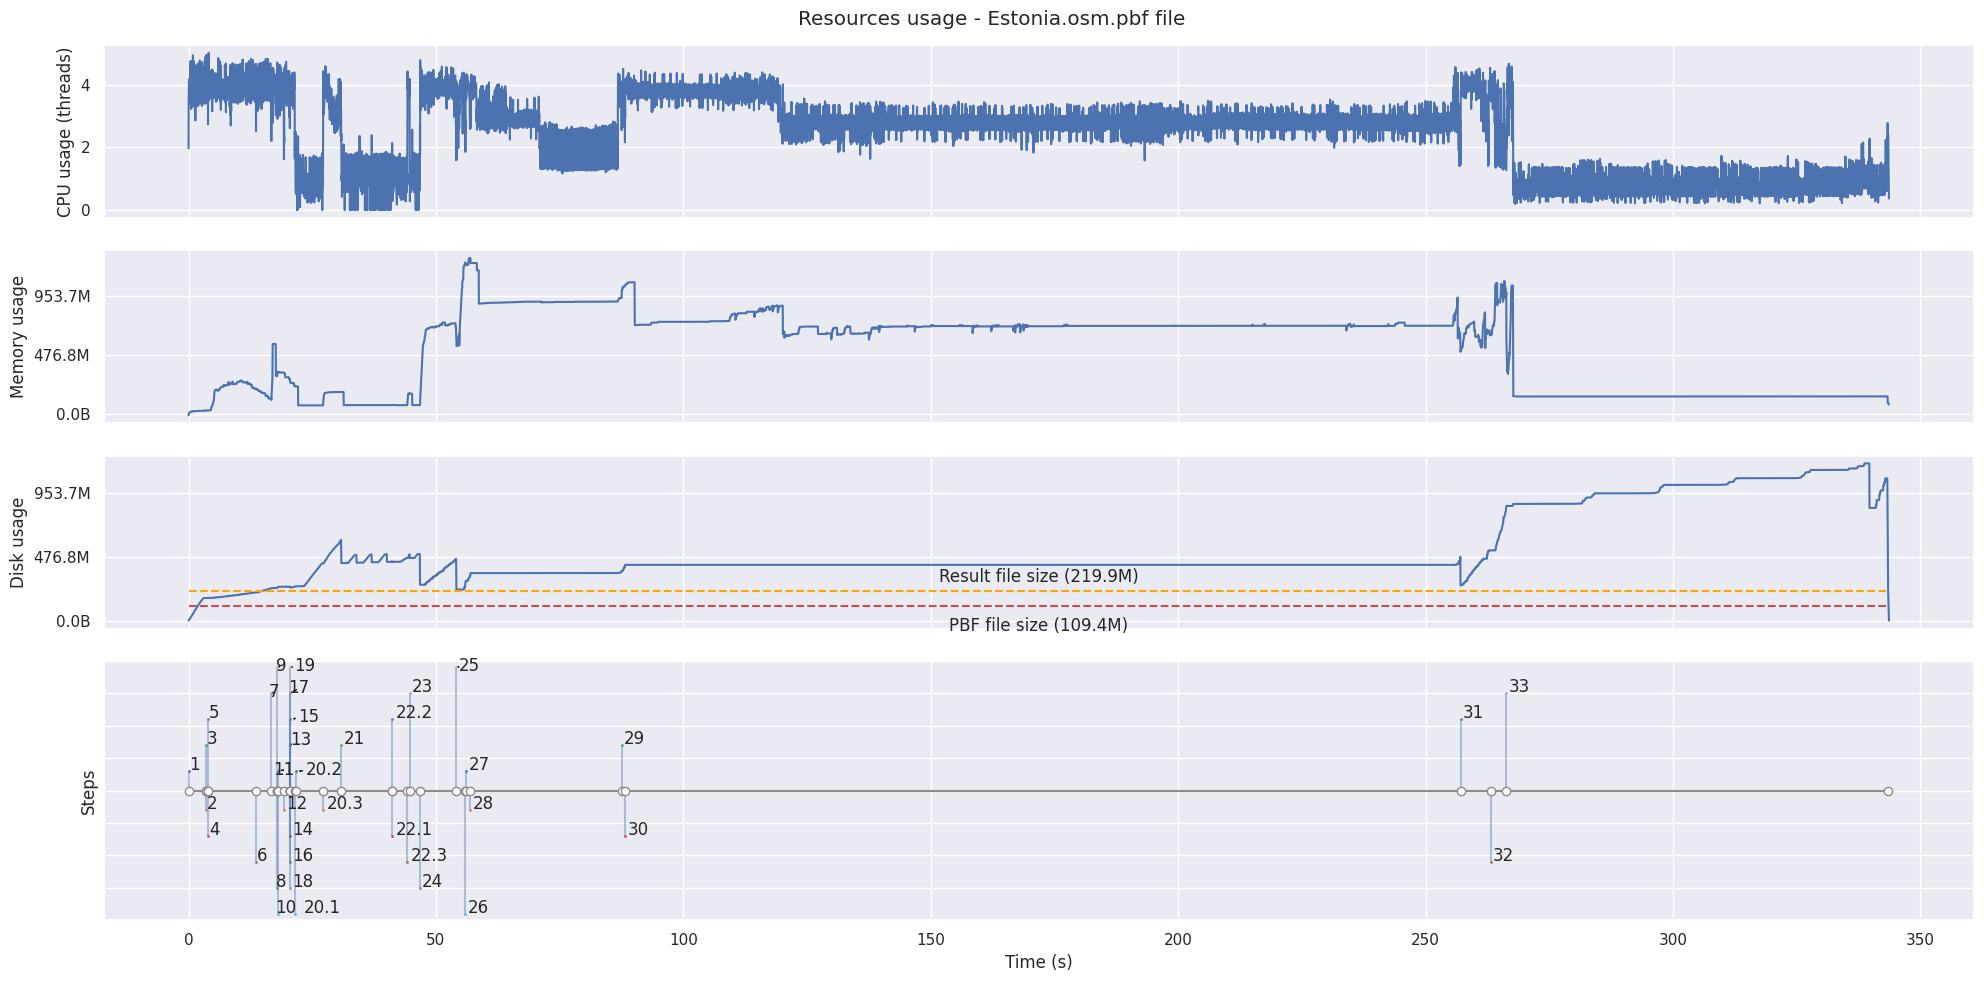 Resources usage - Estonia.osm.pbf file
CPU usage (threads)
4
2
0
Memory usage
953.7M
476.8M
0.0B
Disk usage
953.7M
476.8M
0.0B
Result file size (219.9M)
PBF file size (109.4M)
Steps
9 19 25
7 17 23 33
5 15 22.2 31
3 13 21 29
1 11 20.2 27
2 12 20.3 28
4 14 22.1 30
6 16 22.3 32
8 18 24
10 20.1 26
0 50 100 150 200 250 300 350
Time (s)